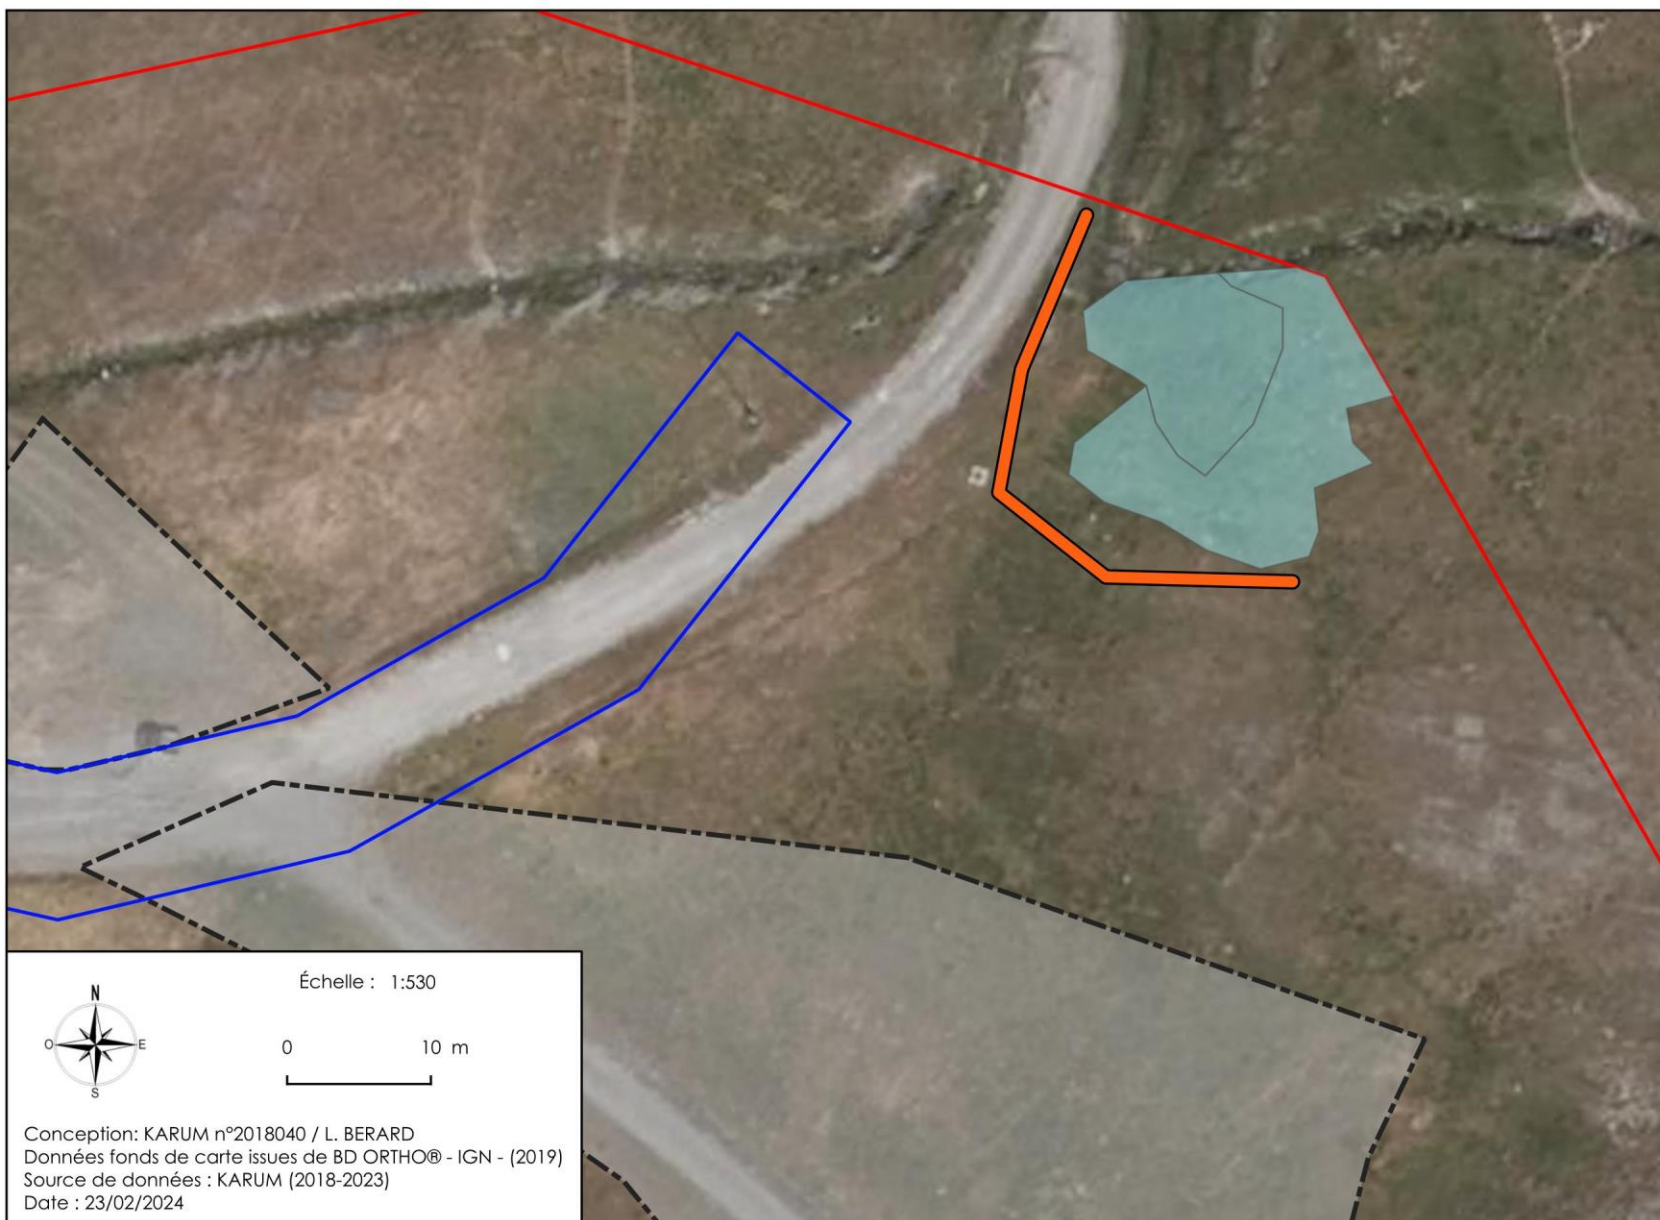 Échelle : 1:530
N
O
E
S
0
10 m
Conception: KARUM n°2018040 / L. BERARD
Données fonds de carte issues de BD ORTHO® - IGN - (2019)
Source de données : KARUM (2018-2023)
Date : 23/02/2024